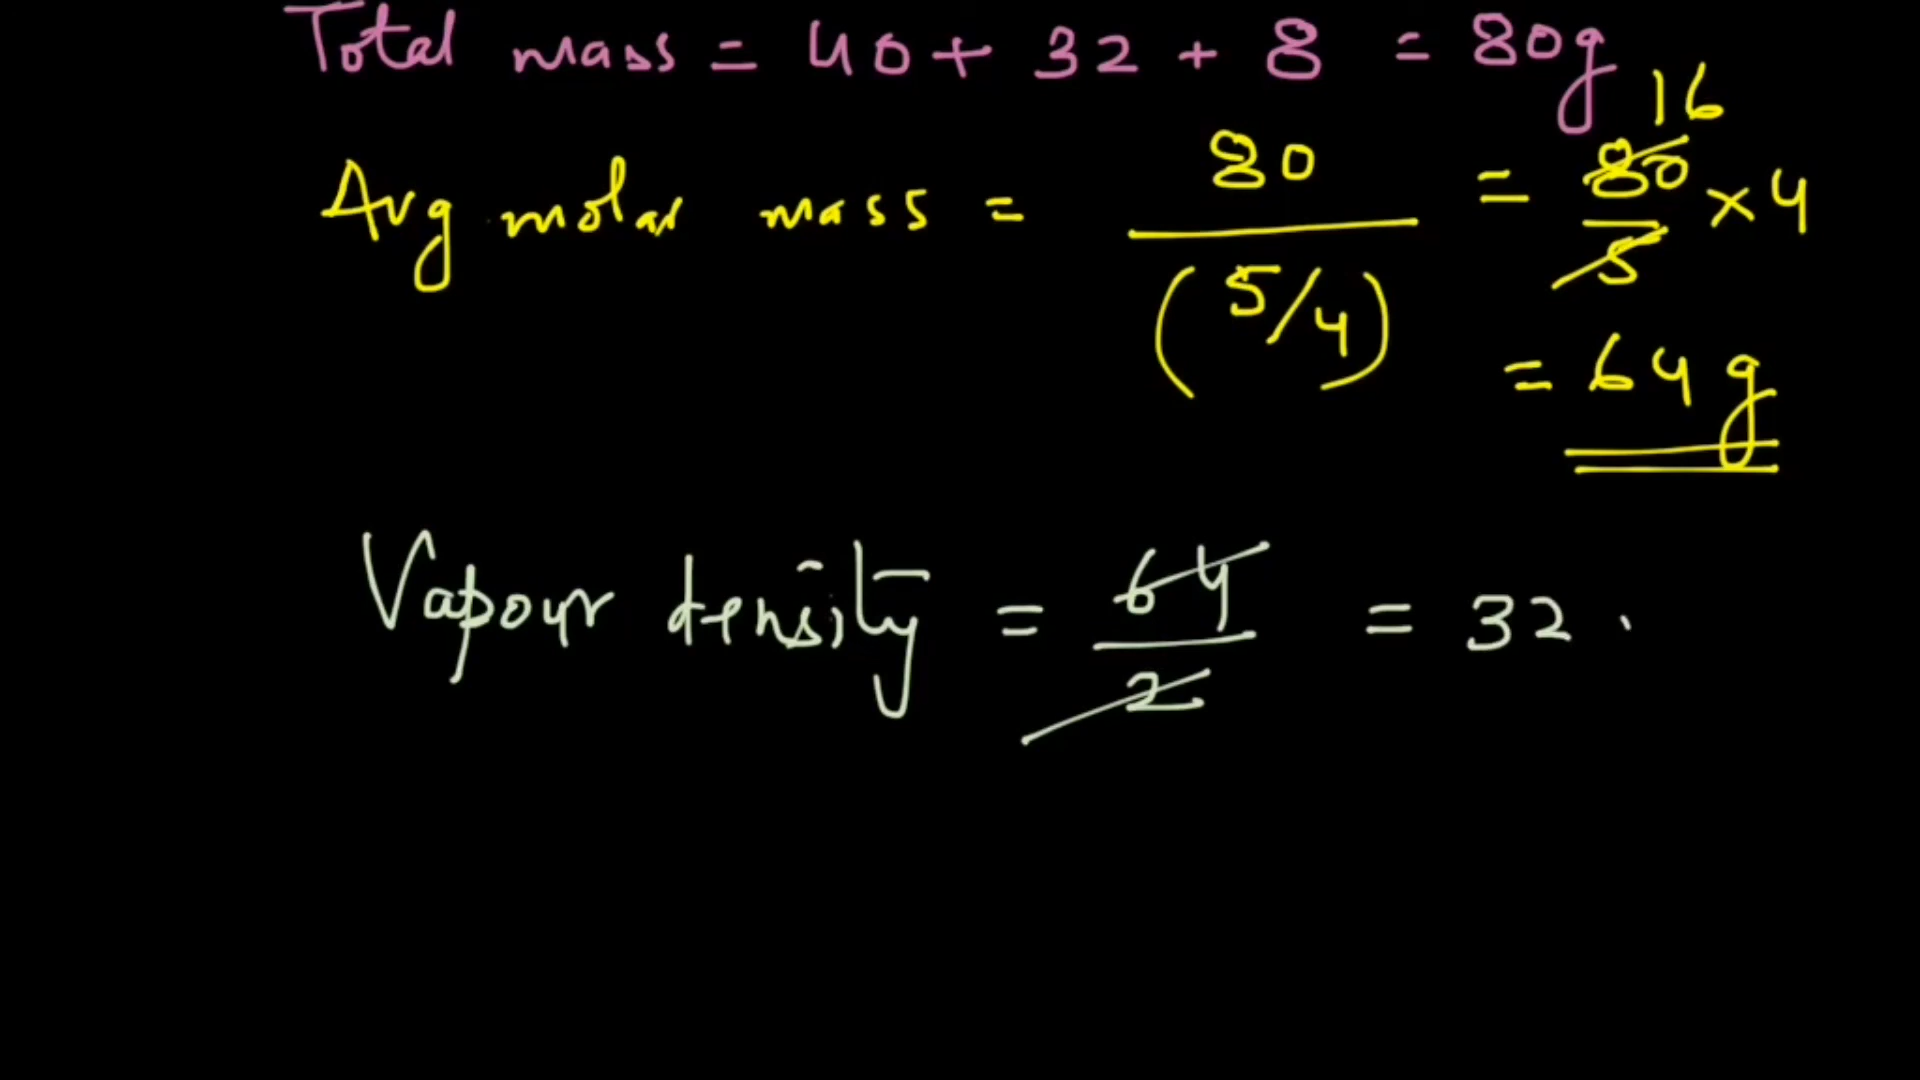 Total mass = 40 + 32 + 8 = 80g
Avg molar mass = 80 / (5/4) = 80/5 × 4 16
= 64 g
Vapour density = 64/2 = 32.